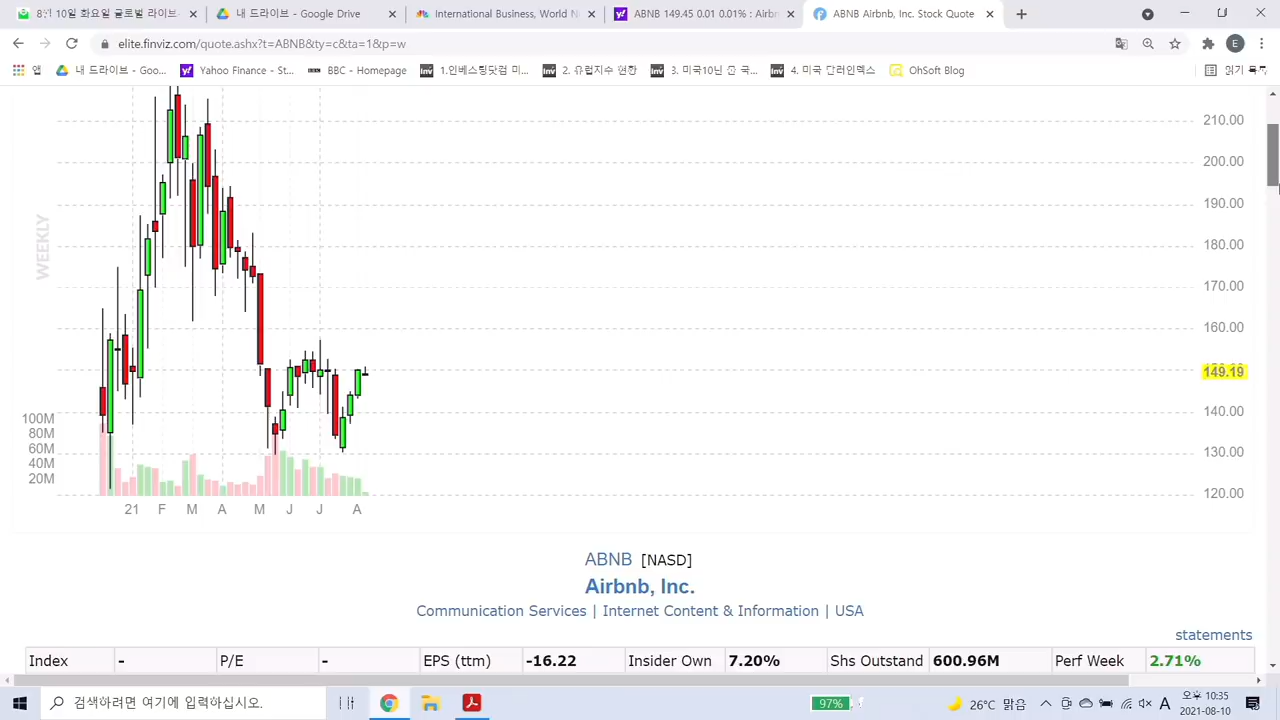 8월 10일 화요일 글로벌 라이브
내 드라이브 - Google Drive
International Business, World N
ABNB 149.45 0.01 0.01% : Airbn
ABNB Airbnb, Inc. Stock Quote
elite.finviz.com/quote.ashx?t=ABNB&ty=c&ta=1&p=w
앱
내 드라이브 - Goo...
Yahoo Finance - St...
BBC - Homepage
1.인베스팅닷컴 미...
2. 유럽지수 현황
3. 미국10년 준 국...
4. 미국 달러인덱스
OhSoft Blog
읽기 목록
WEEKLY
210.00
200.00
190.00
180.00
170.00
160.00
149.19
140.00
130.00
120.00
100M
80M
60M
40M
20M
21 F M A M J J A
ABNB [NASD]
Airbnb, Inc.
Communication Services | Internet Content & Information | USA
statements
Index - P/E - EPS (ttm) -16.22 Insider Own 7.20% Shs Outstand 600.96M Perf Week 2.71%
검색하려면 여기에 입력하십시오.
97%
26°C 맑음
A
오후 10:35
2021-08-10